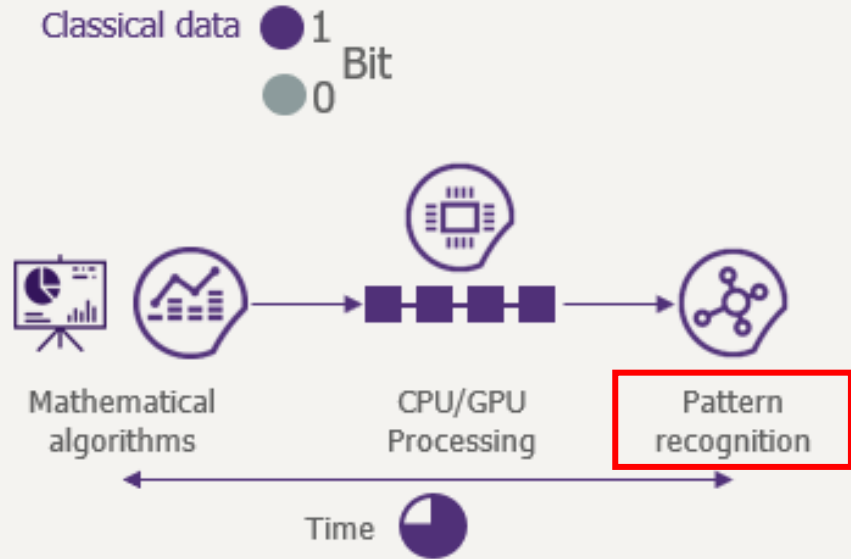 Classical data
1
Bit
0
Mathematical
algorithms
CPU/GPU
Processing
Pattern
recognition
Time